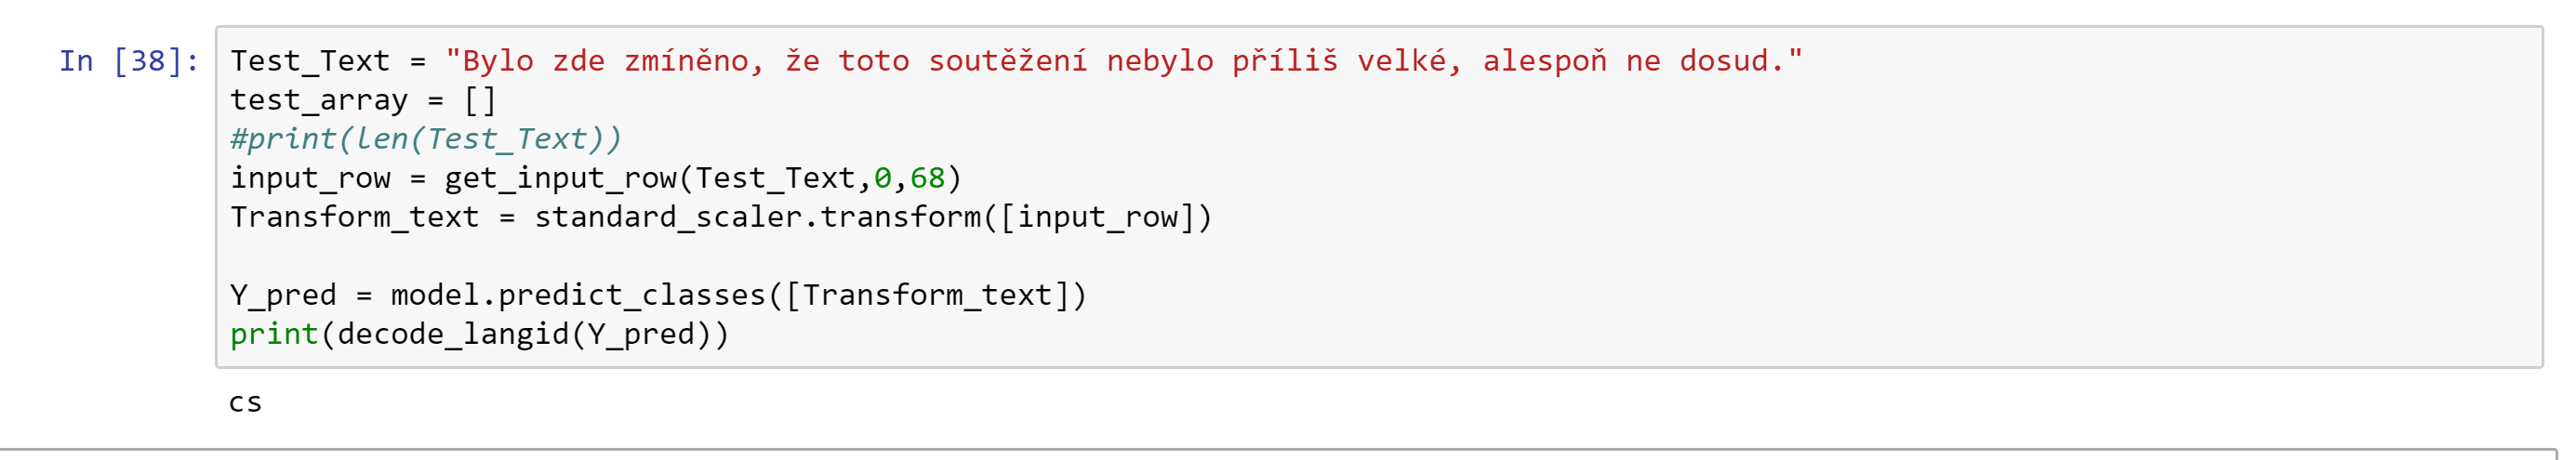 In [38]: Test_Text = "Bylo zde zmíněno, že toto soutěžení nebylo příliš velké, alespoň ne dosud."
test_array = []
#print(len(Test_Text))
input_row = get_input_row(Test_Text,0,68)
Transform_text = standard_scaler.transform([input_row])
Y_pred = model.predict_classes([Transform_text])
print(decode_langid(Y_pred))
cs